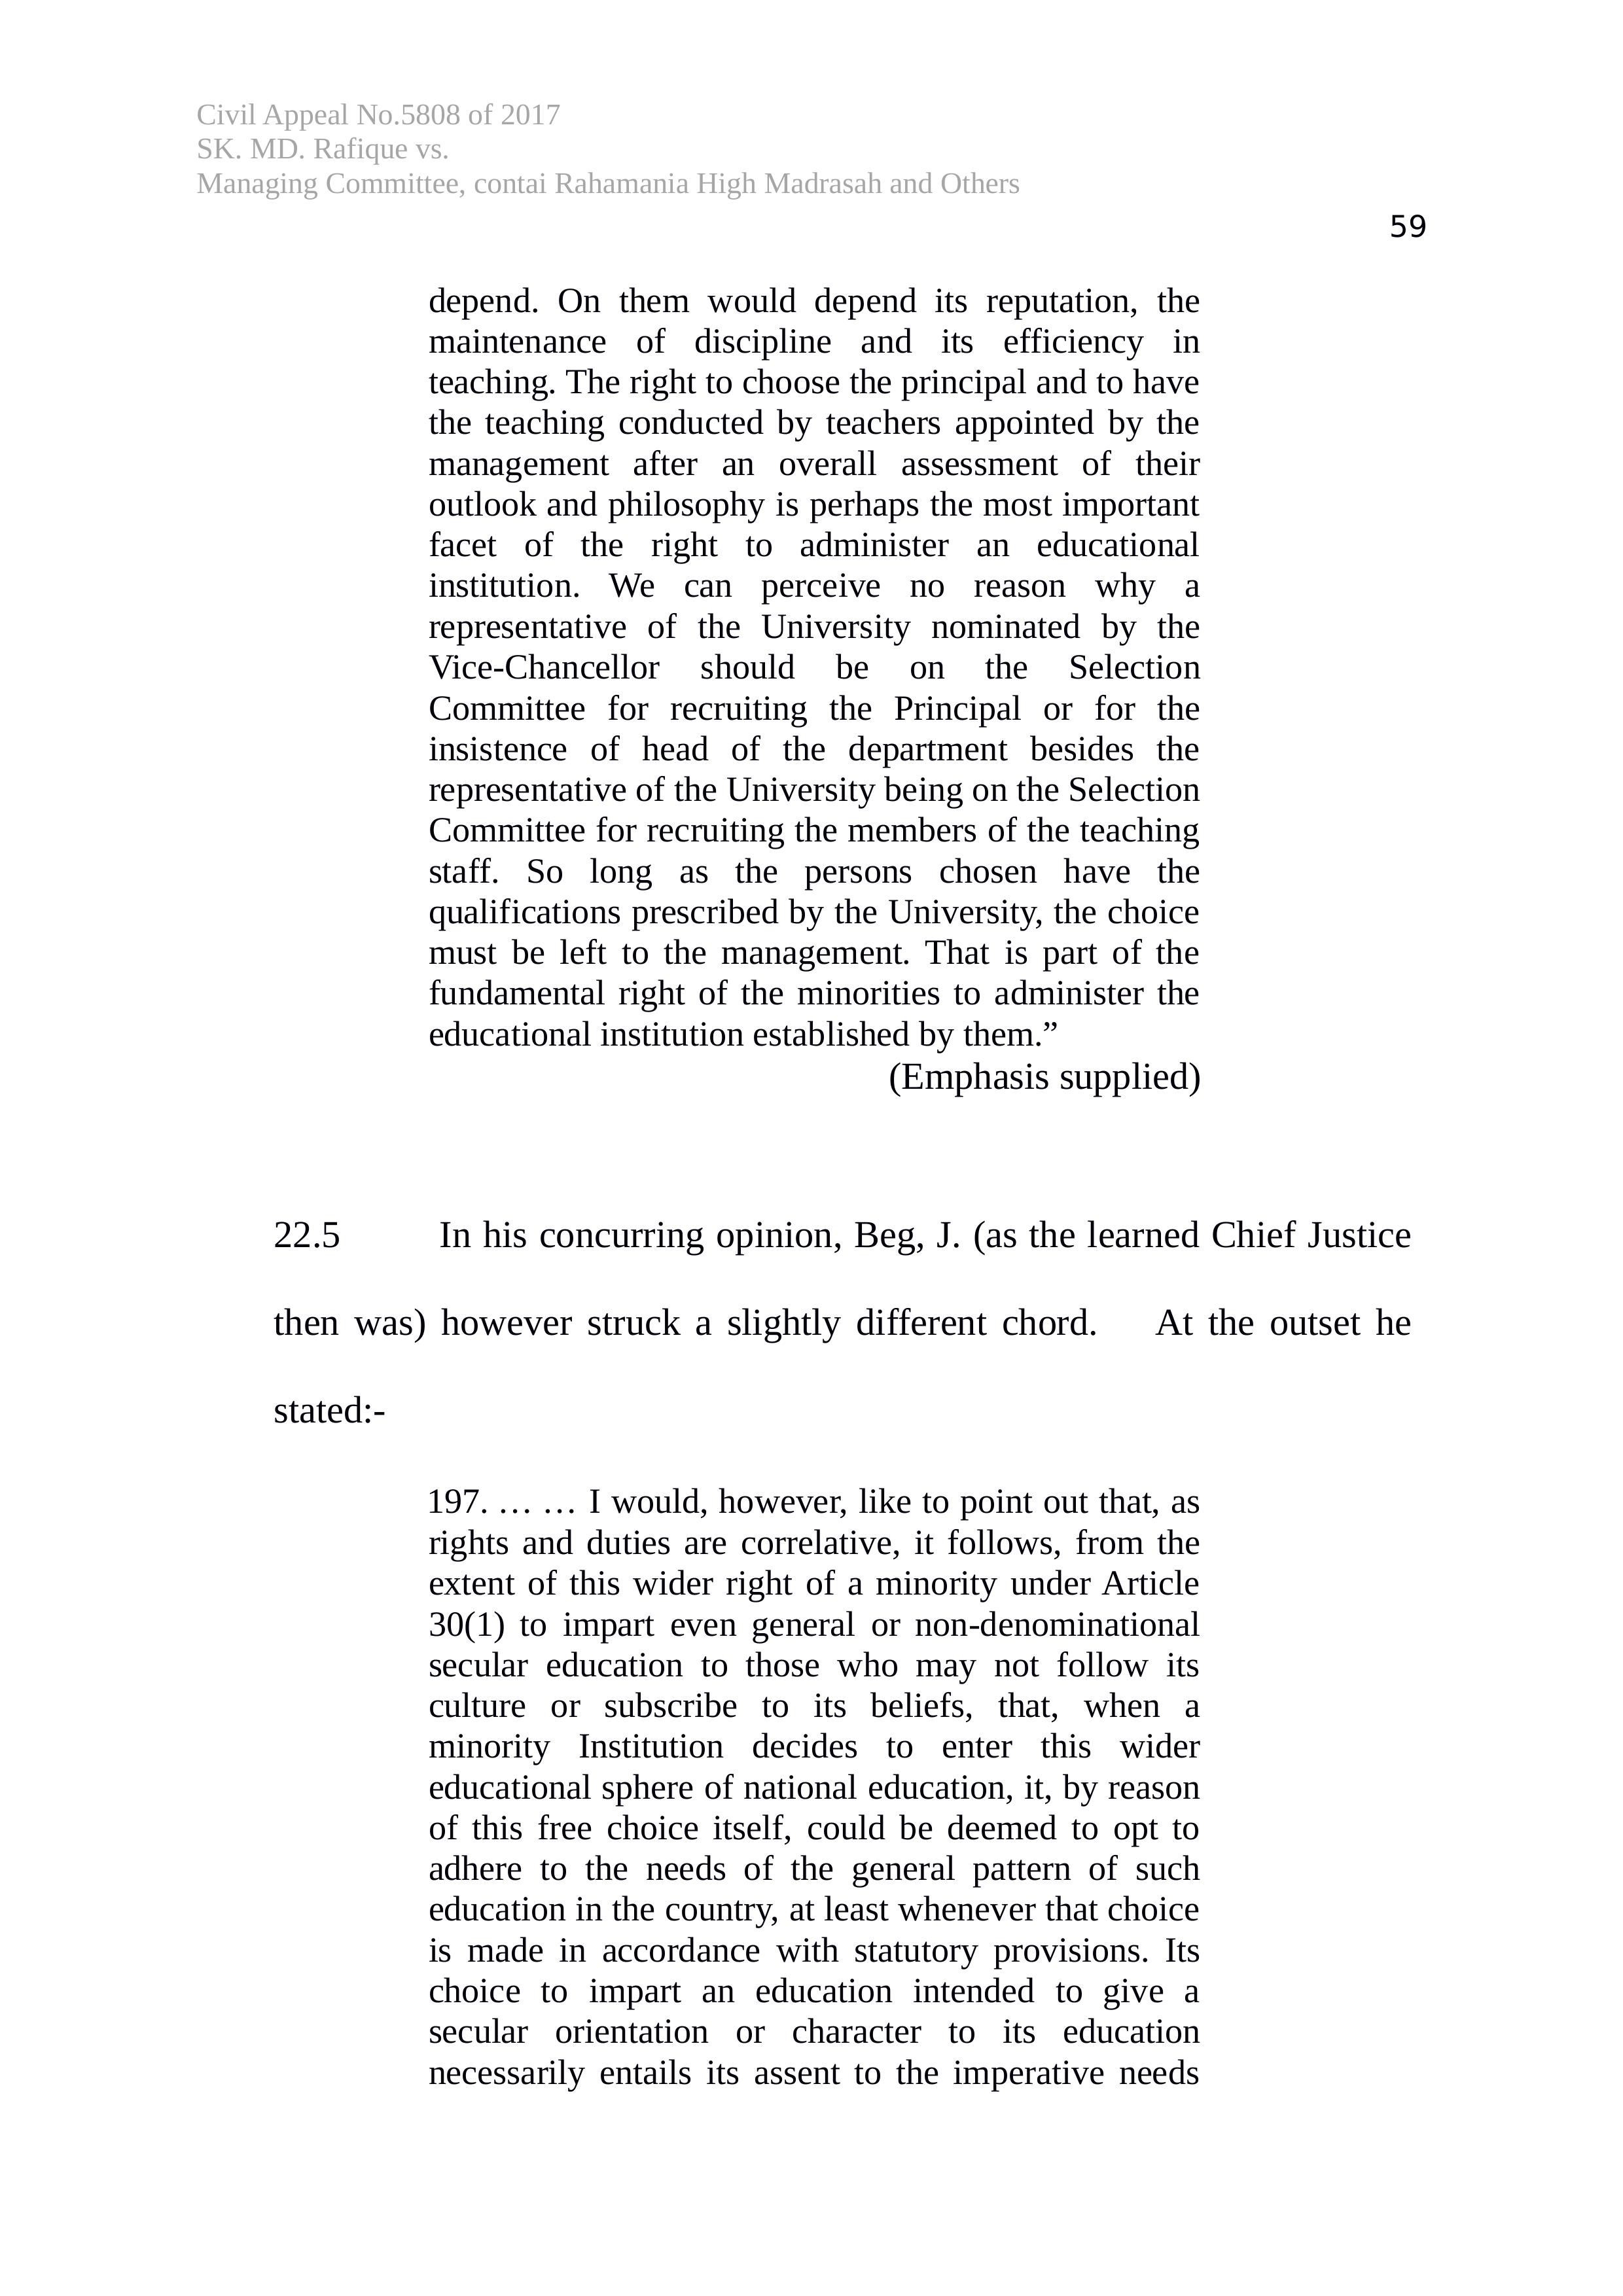 Civil Appeal No.5808 of 2017
SK. MD. Rafique vs.
Managing Committee, contai Rahamania High Madrasah and Others
59
depend. On them would depend its reputation, the
maintenance of discipline and its efficiency in
teaching. The right to choose the principal and to have
the teaching conducted by teachers appointed by the
management after an overall assessment of their
outlook and philosophy is perhaps the most important
facet of the right to administer an educational
institution. We can perceive no reason why a
representative of the University nominated by the
Vice-Chancellor should be on the Selection
Committee for recruiting the Principal or for the
insistence of head of the department besides the
representative of the University being on the Selection
Committee for recruiting the members of the teaching
staff. So long as the persons chosen have the
qualifications prescribed by the University, the choice
must be left to the management. That is part of the
fundamental right of the minorities to administer the
educational institution established by them.”
(Emphasis supplied)
22.5 In his concurring opinion, Beg, J. (as the learned Chief Justice
then was) however struck a slightly different chord. At the outset he
stated:-
197. … … I would, however, like to point out that, as
rights and duties are correlative, it follows, from the
extent of this wider right of a minority under Article
30(1) to impart even general or non-denominational
secular education to those who may not follow its
culture or subscribe to its beliefs, that, when a
minority Institution decides to enter this wider
educational sphere of national education, it, by reason
of this free choice itself, could be deemed to opt to
adhere to the needs of the general pattern of such
education in the country, at least whenever that choice
is made in accordance with statutory provisions. Its
choice to impart an education intended to give a
secular orientation or character to its education
necessarily entails its assent to the imperative needs